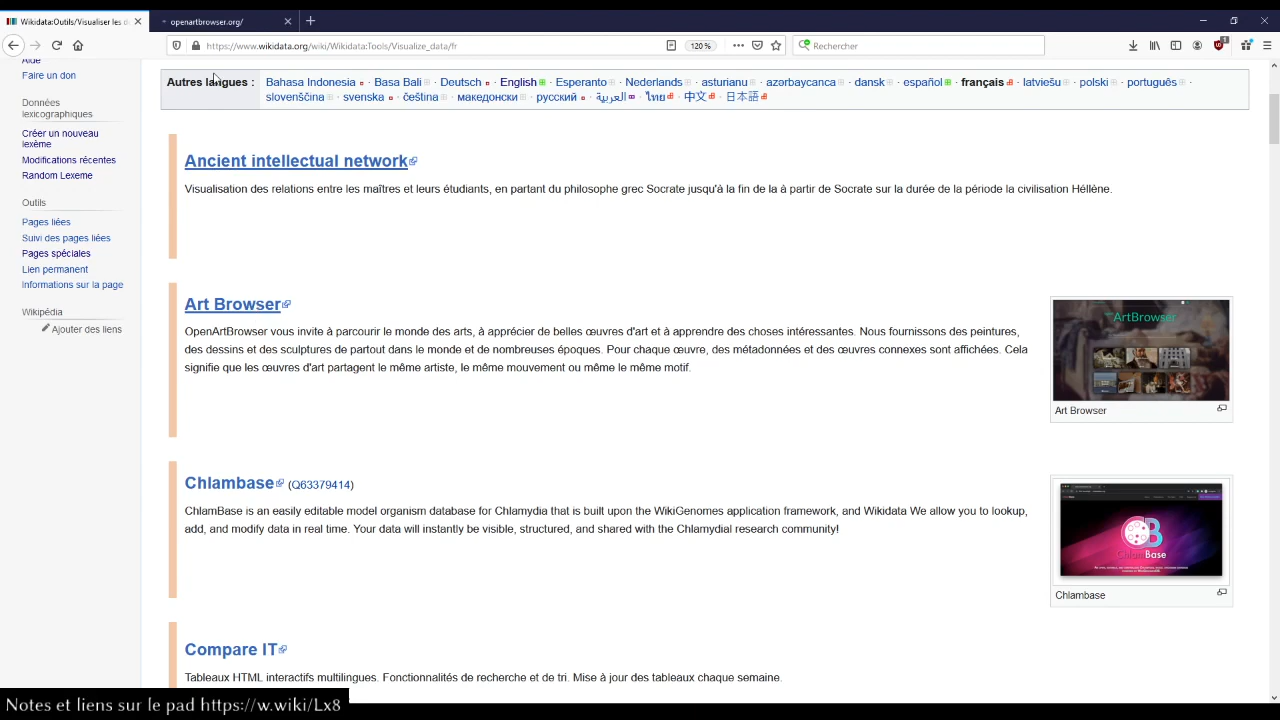 Wikidata:Outils/Visualiser les d
openartbrowser.org/
https://www.wikidata.org/wiki/Wikidata:Tools/Visualize_data/fr
120 %
Rechercher
Aide
Faire un don
Données
lexicographiques
Créer un nouveau
lexème
Modifications récentes
Random Lexeme
Outils
Pages liées
Suivi des pages liées
Pages spéciales
Lien permanent
Informations sur la page
Wikipédia
Ajouter des liens
Autres langues :
Bahasa Indonesia · Basa Bali · Deutsch · English · Esperanto · Nederlands · asturianu · azərbaycanca · dansk · español · français · latviešu · polski · português ·
slovenščina · svenska · čeština · македонски · русский · العربية · ไทย · 中文 · 日本語
Ancient intellectual network
Visualisation des relations entre les maîtres et leurs étudiants, en partant du philosophe grec Socrate jusqu'à la fin de la à partir de Socrate sur la durée de la période la civilisation Héllène.
Art Browser
OpenArtBrowser vous invite à parcourir le monde des arts, à apprécier de belles œuvres d'art et à apprendre des choses intéressantes. Nous fournissons des peintures,
des dessins et des sculptures de partout dans le monde et de nombreuses époques. Pour chaque œuvre, des métadonnées et des œuvres connexes sont affichées. Cela
signifie que les œuvres d'art partagent le même artiste, le même mouvement ou même le même motif.
ArtBrowser
Art Browser
Chlambase (Q63379414)
ChlamBase is an easily editable model organism database for Chlamydia that is built upon the WikiGenomes application framework, and Wikidata We allow you to lookup,
add, and modify data in real time. Your data will instantly be visible, structured, and shared with the Chlamydial research community!
ChlamBase
Chlambase
Compare IT
Tableaux HTML interactifs multilingues. Fonctionnalités de recherche et de tri. Mise à jour des tableaux chaque semaine.
Notes et liens sur le pad https://w.wiki/Lx8